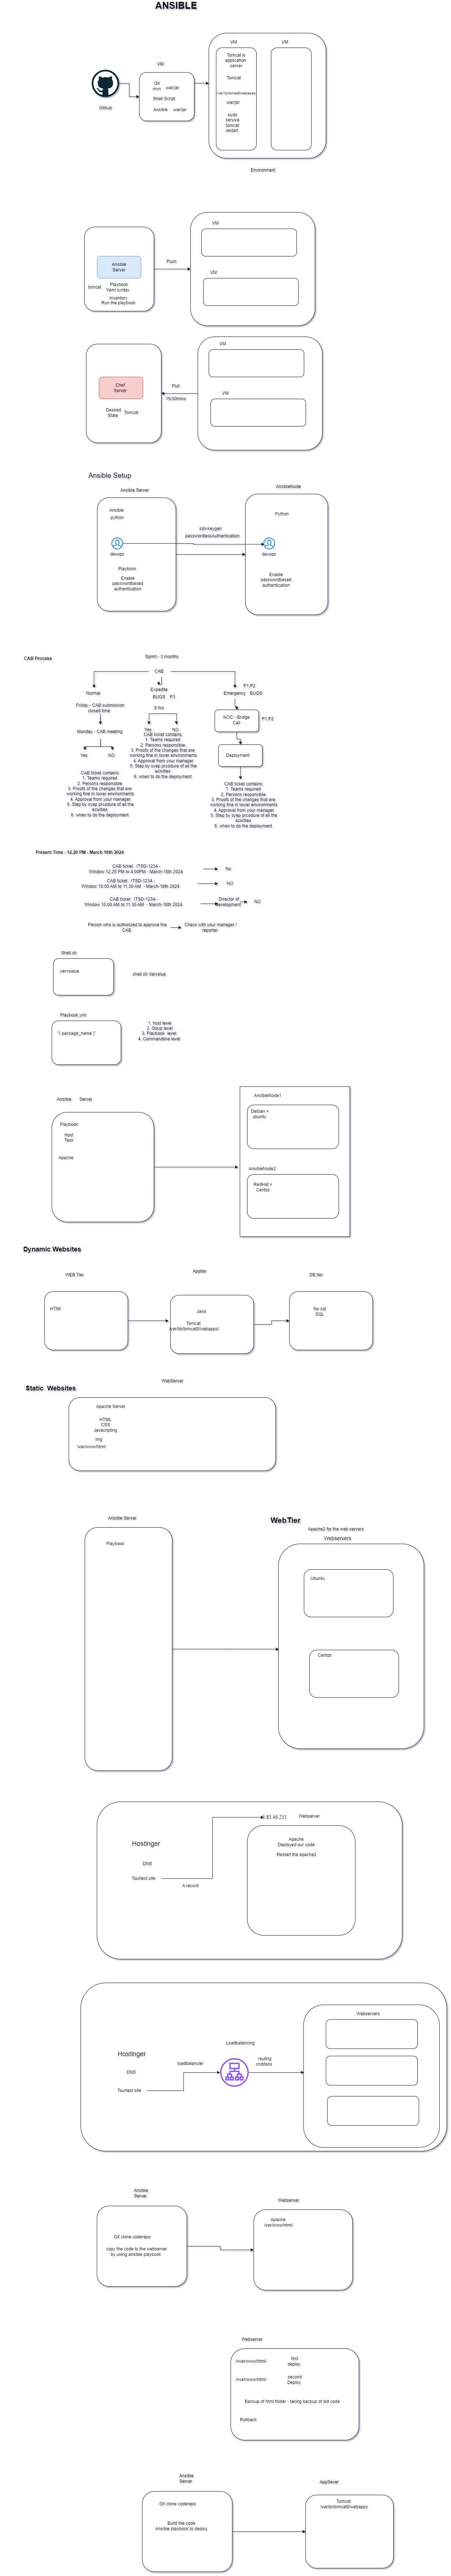 ANSIBLE
VM
Github
Git
mvn war/jar
Shell Script
Ansible war/jar
VM
VM
Tomcat is
application
server
Tomcat
war/jar
sudo
service
tomcat
restart
Environment
Ansible
Server
tomcat
Playbook
Yaml syntax
Inventory
Run the playbook
Push
VM
VM
Chef
Server
Desired
State
Tomcat
Pull
15/30mins
VM
VM
Ansible Setup
Ansible Server
AnsibleNode
Ansible
python
devops
Playbook
Enable
passwordbased
authentication
ssh-keygen
passwordlessAuthentication
Python
devops
Enable
passwordbased
authentication
CAB Process
Sprint - 3 months
CAB
Normal
Friday - CAB submission
closed time
Monday - CAB meeting
Yes
NO
CAB ticket contains:
1. Teams required
2. Persons responsible
3. Proofs of the changes that are
working fine in lower environments
4. Approval from your manager
5. Step by syep prcodure of all the
acivities.
6. when to do the deployment
Expedite
BUGS P3
8 hrs
Yes
NO
CAB ticket contains:
1. Teams required
2. Persons responsible
3. Proofs of the changes that are
working fine in lower environments
4. Approval from your manager
5. Step by syep prcodure of all the
acivities.
6. when to do the deployment
P1,P2
Emergency BUGS
NOC - Bridge
Call
P1,P2
Deployment
CAB ticket contains:
1. Teams required
2. Persons responsible
3. Proofs of the changes that are
working fine in lower environments
4. Approval from your manager
5. Step by syep prcodure of all the
acivities.
6. when to do the deployment
Present Time - 12.30 PM - March 18th 2024
CAB ticket : ITSD-1234 -
Window: 12.25 PM to 4.00PM - March-18th 2024
No
CAB ticket : ITSD-1234 -
Window: 10.00 AM to 11.30 AM - March-18th 2024
NO
CAB ticket : ITSD-1234 -
Window: 10.00 AM to 11.30 AM - March-18th 2024
Director of
Development
NO
Person who is authorized to approve the
CAB
Check with your manager /
reporter
Shell.sh
var=value
shell.sh Varvalue
Playbook.yml
"{ package_name }"
1. host level
2. Goup level
3. Playbook, level
4. Commandline level
Ansible Server
Playbook:
Host
Task
Apache
AnsibleNode1
Debian =
ubuntu
AnsibleNode2
RedHat =
Centos
Dynamic Websites
WEB Tier
HTMl
Apptier
Java
Tomcat
/var/lib/tomcat9/webapps/
DB tier
No sql
SQL
Static Websites
WebServer
Apache Server
HTML
CSS
Javacripting
img
/var/www/html/
Ansible Server
Playbook
WebTier
Apache2 for the web servers
Webservers
Ubuntu
Centos
Hostinger
DNS
Tourtest site
A record
Webserver
Apache
Deployed our code
Restart the apache2
Hostinger
DNS
Tourtest site
loadbalancer
Loadbalancing
routing
cnditions
Webservers
Ansible
Server
Git clone coderepo
copy the code to the webserver
by using ansible playbook
Webserver
Apache
/var/www/html/
Webserver
/var/www/html/
first
deploy
/var/www/html/
second
Deploy
Backup pf html folder - taking backup of old code
Rollback
Ansible
Server
Git clone coderepo
Build the code
Ansible playbook to deploy
AppSever
Tomcat
/var/lib/tomcat9/webapps